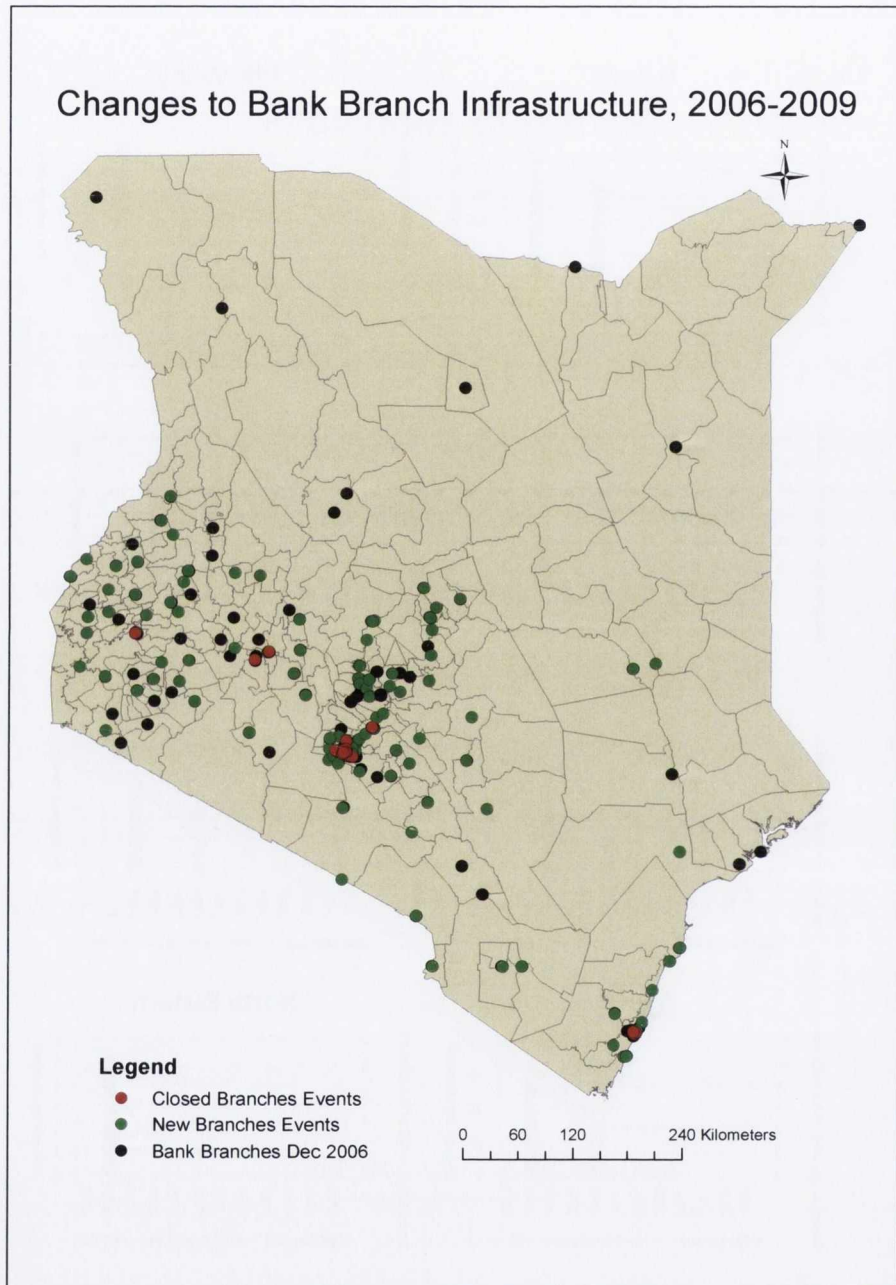 Changes to Bank Branch Infrastructure, 2006-2009
N
Legend
Closed Branches Events
New Branches Events
Bank Branches Dec 2006
0 60 120 240 Kilometers